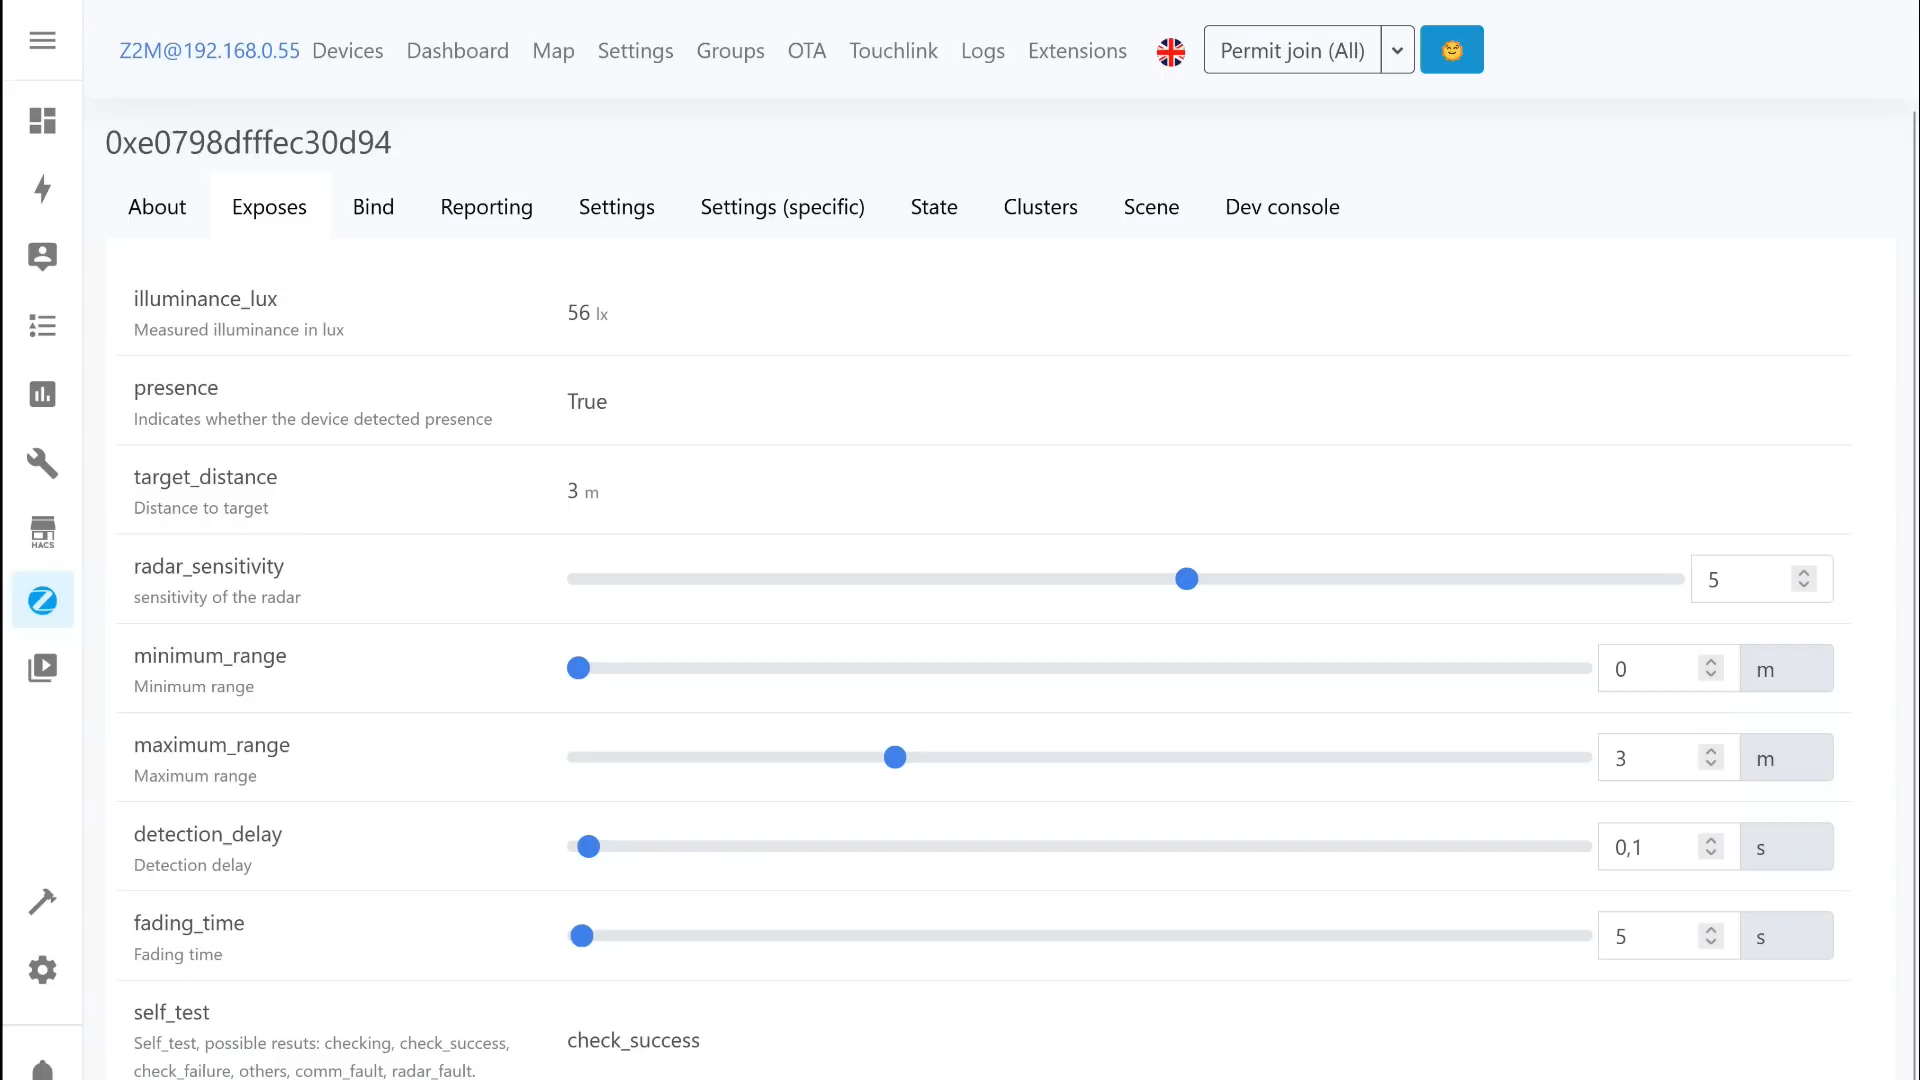 Z2M@192.168.0.55 Devices Dashboard Map Settings Groups OTA Touchlink Logs Extensions Permit join (All)
0xe0798dfffec30d94
About Exposes Bind Reporting Settings Settings (specific) State Clusters Scene Dev console
illuminance_lux
Measured illuminance in lux
56 lx
presence
Indicates whether the device detected presence
True
target_distance
Distance to target
3 m
radar_sensitivity
sensitivity of the radar
5
minimum_range
Minimum range
0 m
maximum_range
Maximum range
3 m
detection_delay
Detection delay
0,1 s
fading_time
Fading time
5 s
self_test
Self_test, possible resuts: checking, check_success,
check_failure, others, comm_fault, radar_fault.
check_success
HACS